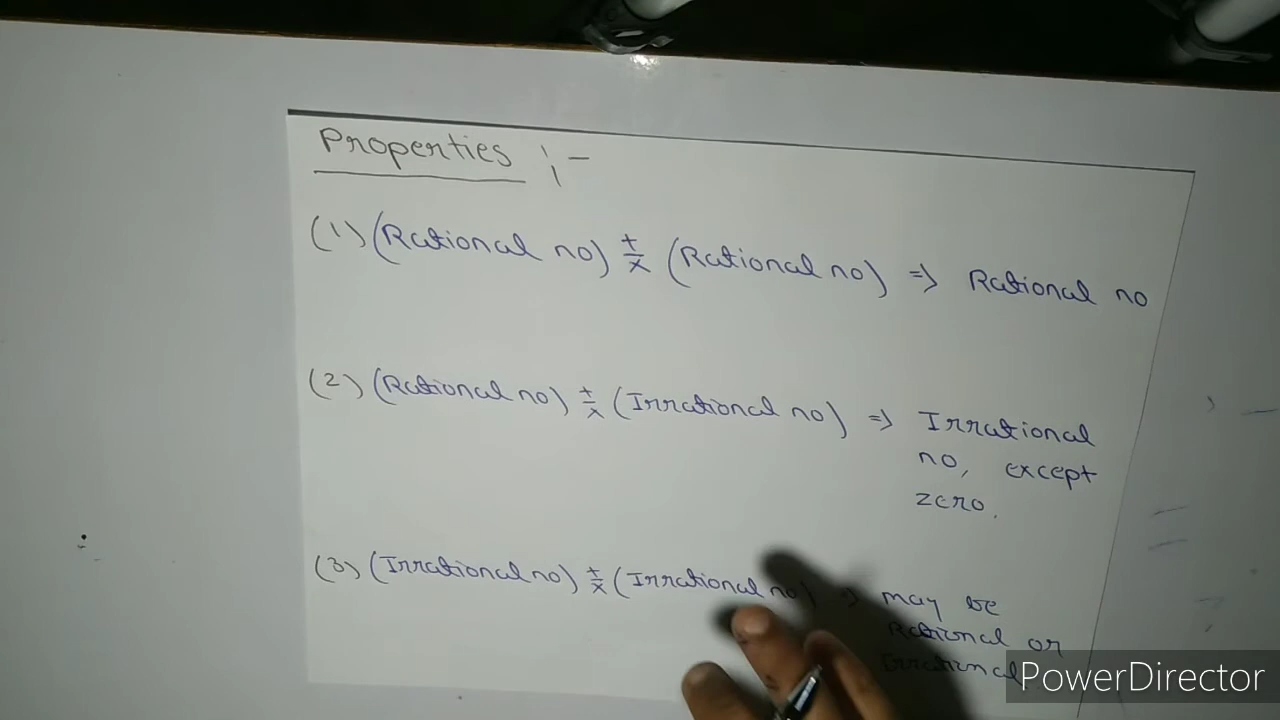 Properties :-
(1) (Rational no) ± × (Rational no) ⇒ Rational no
(2) (Rational no) ± × (Irrational no) ⇒ Irrational
no, except
zero.
(3) (Irrational no) ± × (Irrational no) ⇒ may be
Rational or
Irrational
PowerDirector